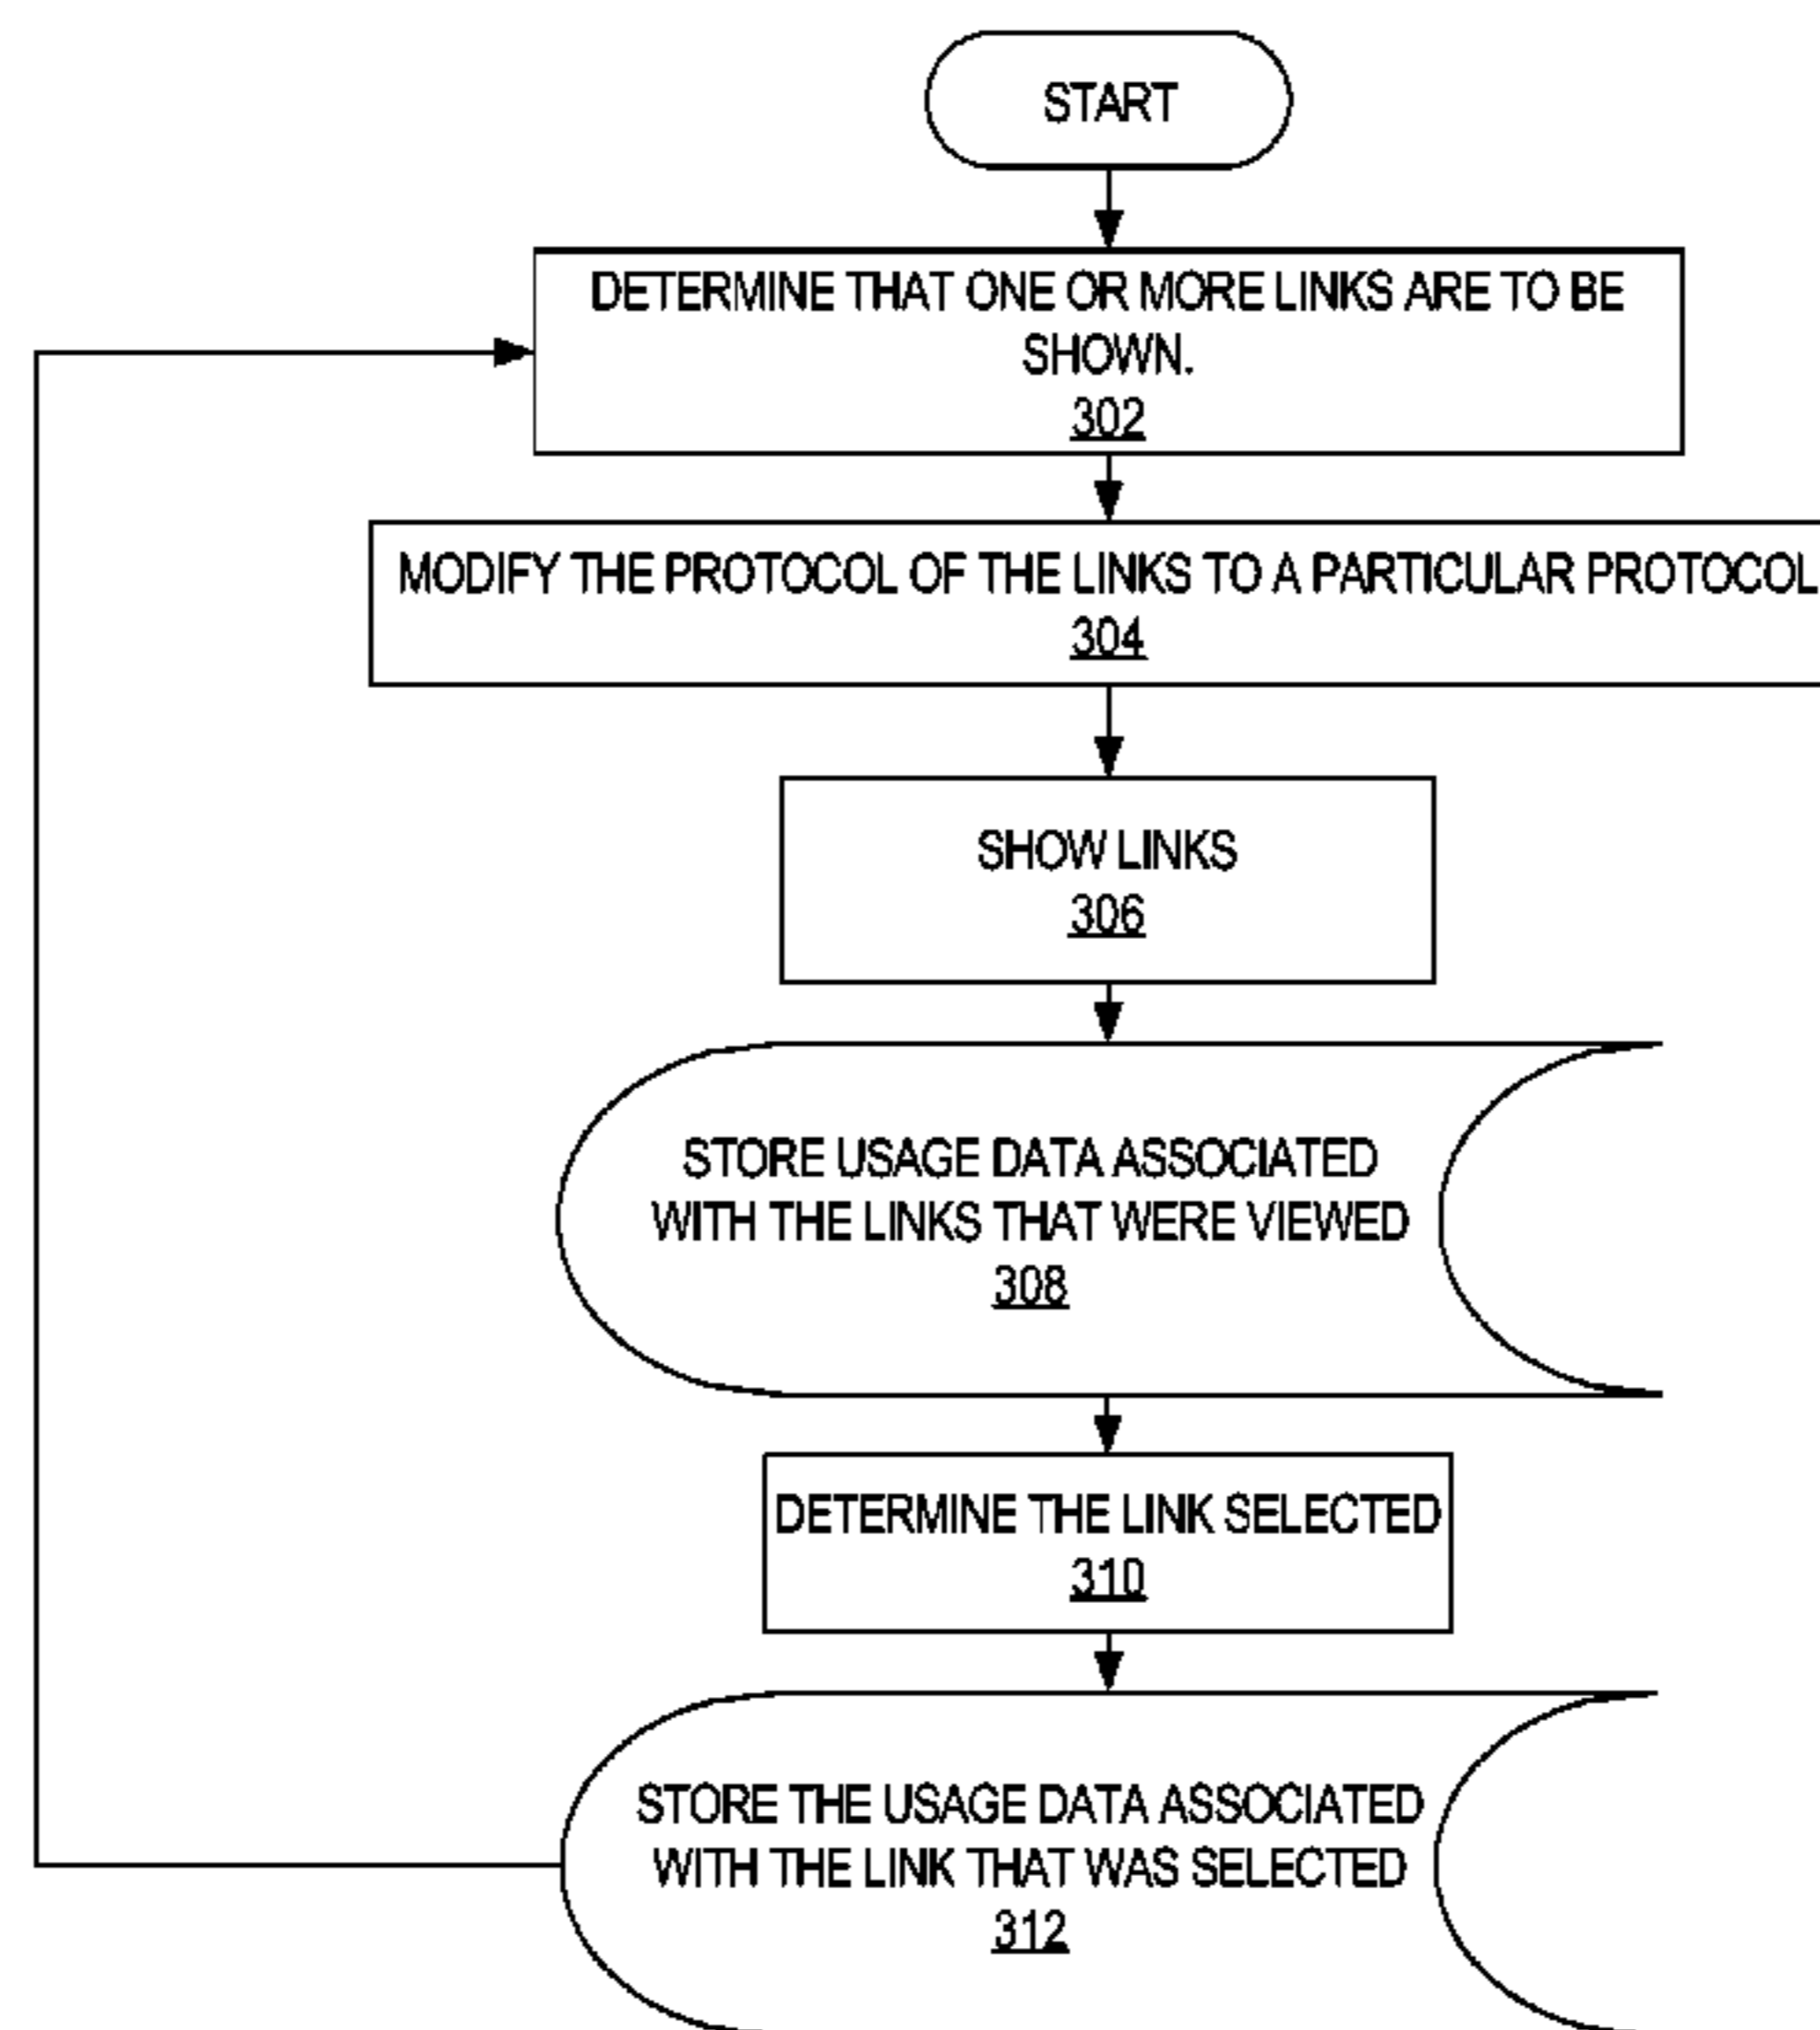 START
DETERMINE THAT ONE OR MORE LINKS ARE TO BE
SHOWN.
302
MODIFY THE PROTOCOL OF THE LINKS TO A PARTICULAR PROTOCOL
304
SHOW LINKS
306
STORE USAGE DATA ASSOCIATED
WITH THE LINKS THAT WERE VIEWED
308
DETERMINE THE LINK SELECTED
310
STORE THE USAGE DATA ASSOCIATED
WITH THE LINK THAT WAS SELECTED
312